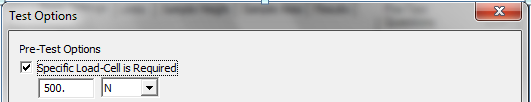 Test Options
Pre-Test Options
Specific Load-Cell is Required
500. N